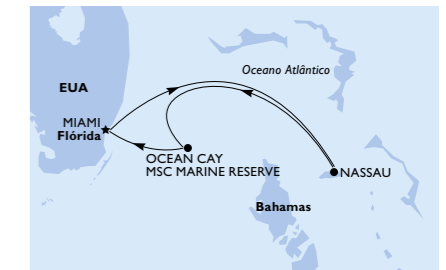 Oceano Atlântico
EUA
MIAMI
Flórida
OCEAN CAY
MSC MARINE RESERVE
NASSAU
Bahamas